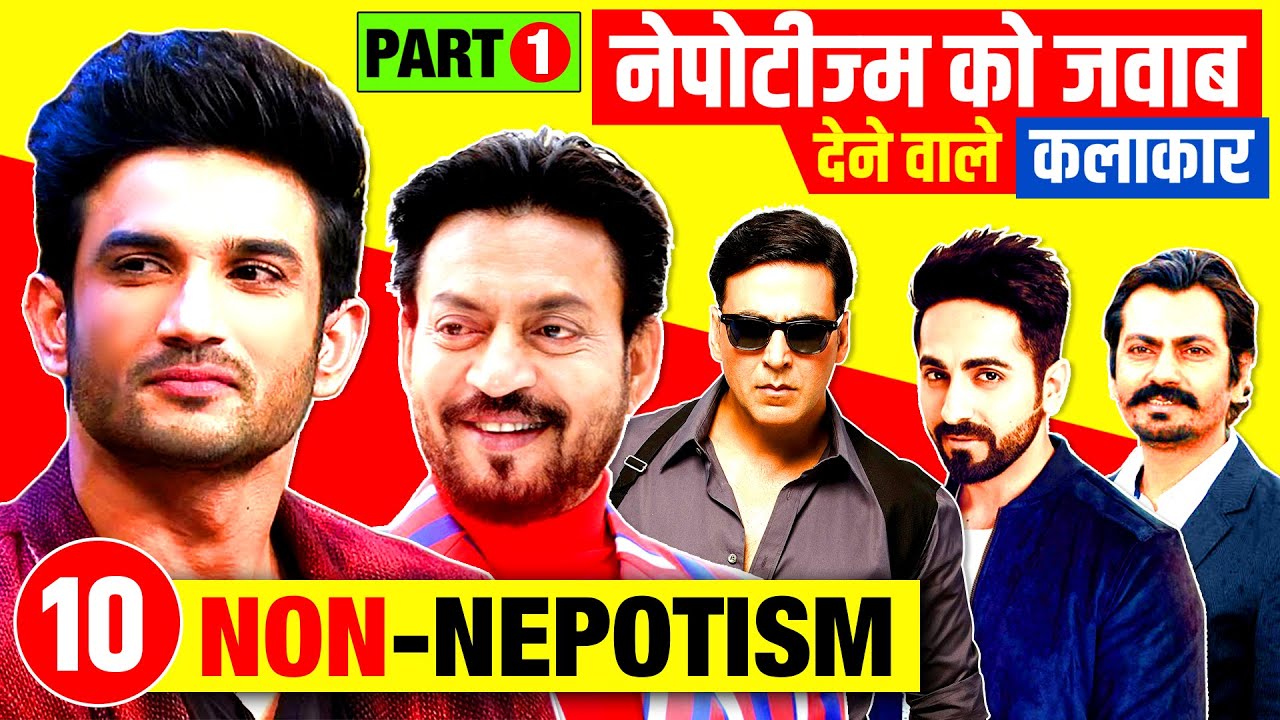 PART 1
नेपोटीज्म को जवाब
देने वाले कलाकार
10 NON-NEPOTISM